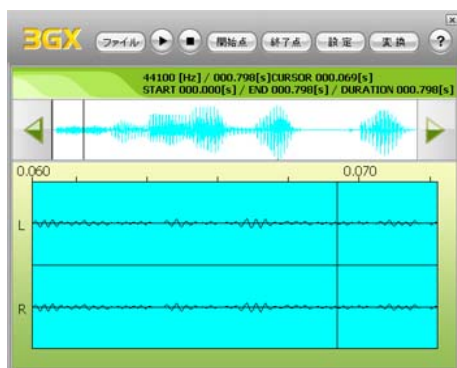 3GX ファイル 開始点 終了点 設定 変換 ?
44100 [Hz] / 000.798[s]CURSOR 000.069[s]
START 000.000[s] / END 000.798[s] / DURATION 000.798[s]
0.060 0.070
L
R